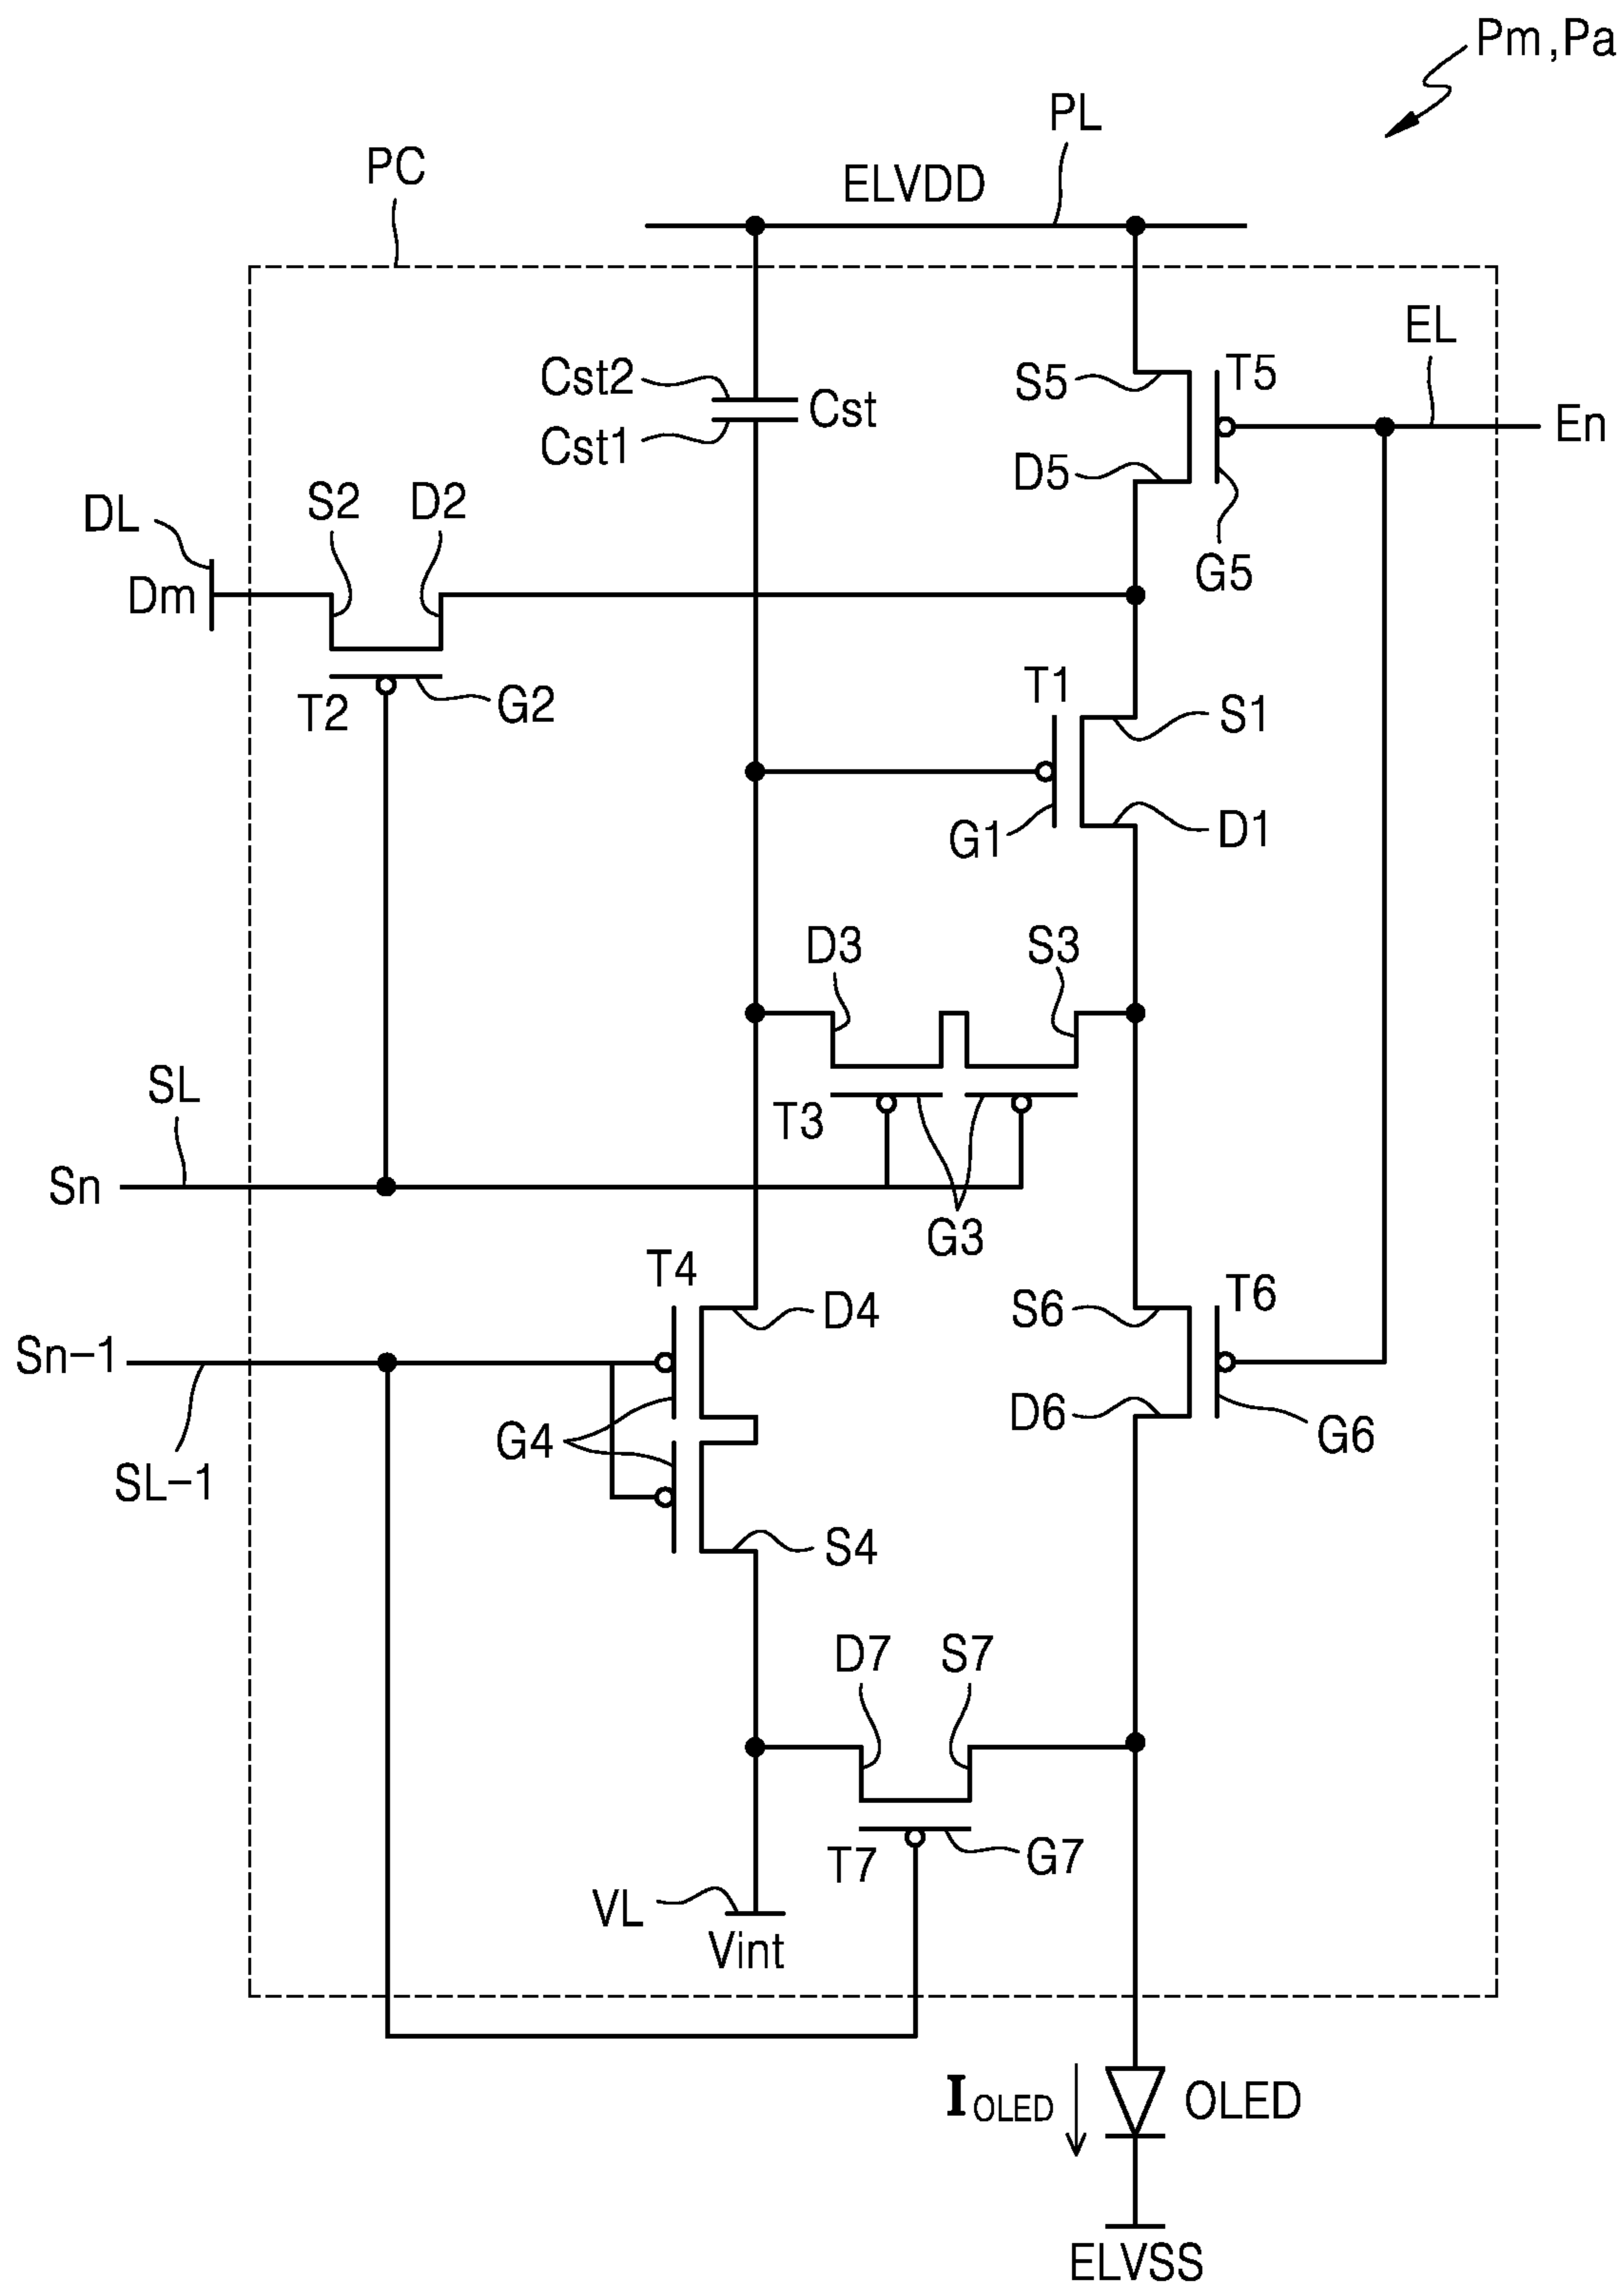 Pm,Pa
PL
PC
ELVDD
EL
Cst2
Cst
S5
T5
En
Cst1
D5
S2
D2
DL
G5
Dm
T1
T2
G2
S1
G1
D1
D3
S3
SL
T3
Sn
G3
T4
D4
S6
T6
Sn-1
D6
G4
G6
SL-1
S4
D7
S7
T7
G7
VL
Vint
IOLED
OLED
ELVSS